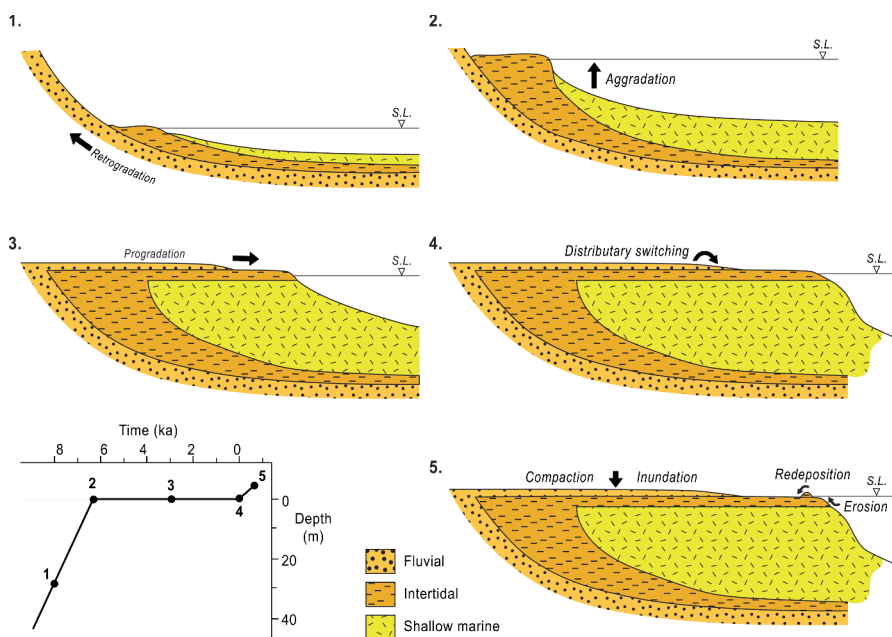 1.
S.L.
Retrogradation
2.
S.L.
Aggradation
3.
Progradation
S.L.
4.
Distributary switching
S.L.
Time (ka)
8 6 4 2 0
1
2
3
4
5
0
20
40
Depth
(m)
Fluvial
Intertidal
Shallow marine
5.
Compaction
Inundation
Redeposition
S.L.
Erosion